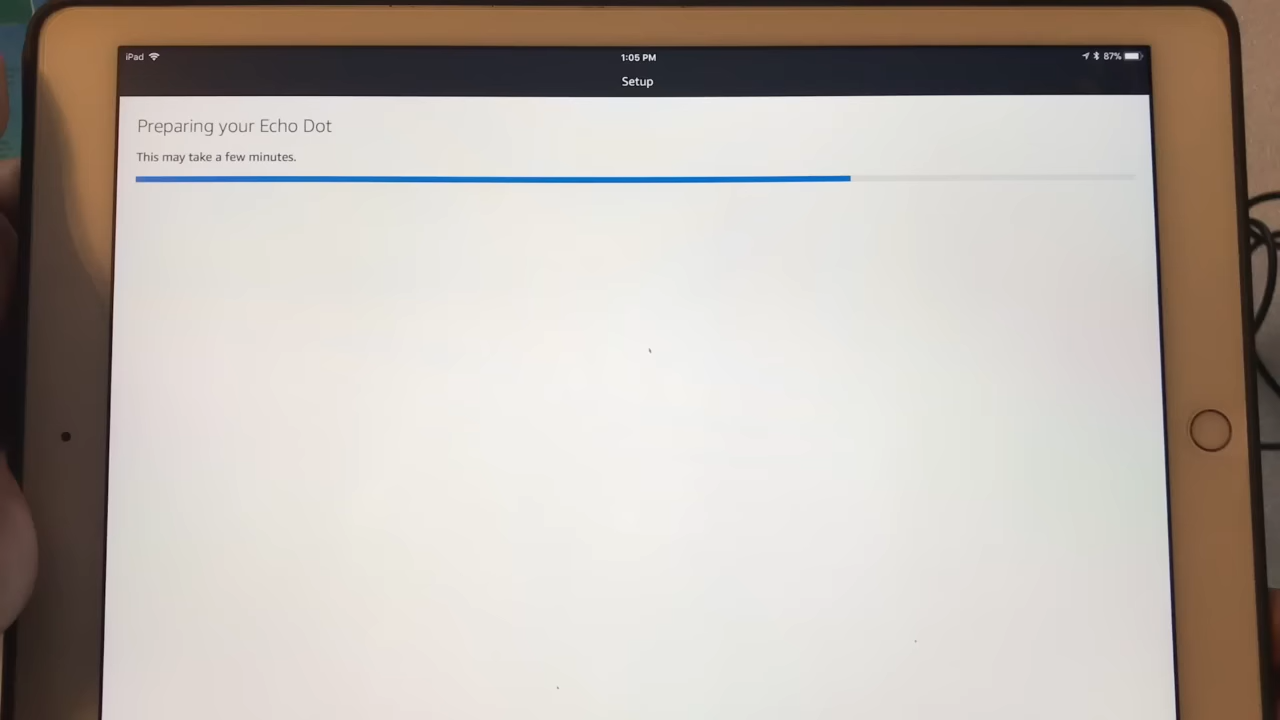 iPad
1:05 PM
87%
Setup
Preparing your Echo Dot
This may take a few minutes.